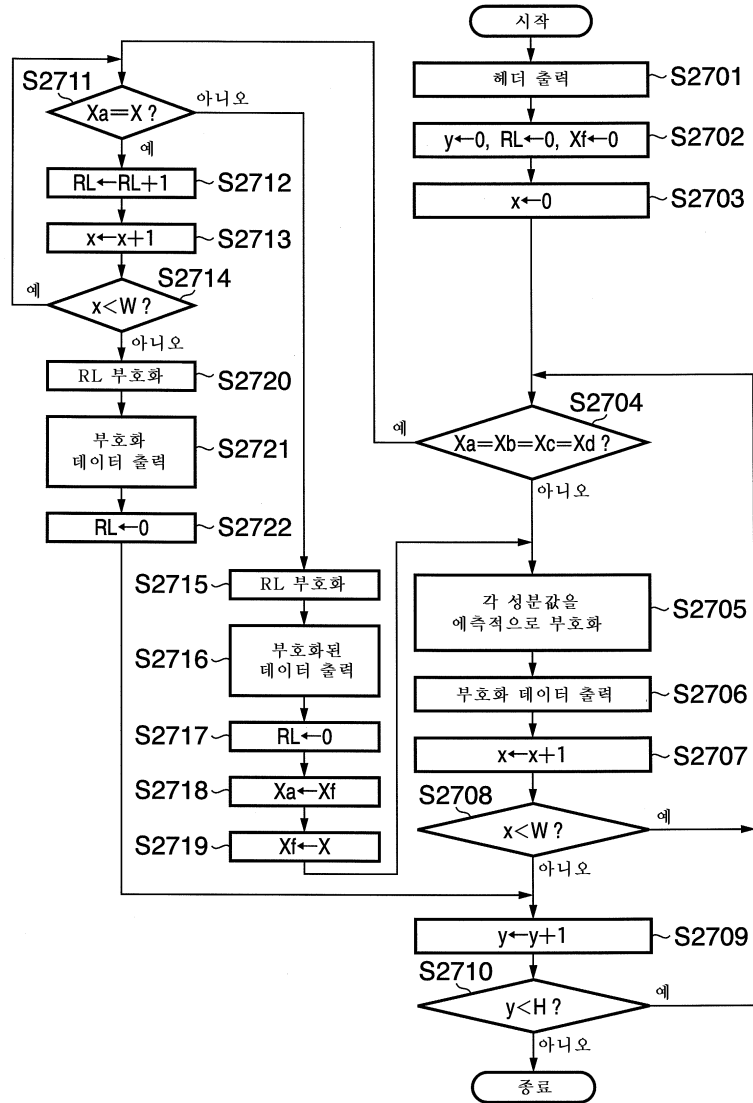 시작
헤더 출력
S2701
y←0, RL←0, Xf←0
S2702
x←0
S2703
S2704
Xa=Xb=Xc=Xd ?
예
아니오
각 성분값을
에측적으로 부호화
S2705
부호화 데이터 출력
S2706
x←x+1
S2707
S2708
x<W ?
예
아니오
y←y+1
S2709
S2710
y<H ?
예
아니오
종료
S2711
Xa=X ?
아니오
예
RL←RL+1
S2712
x←x+1
S2713
S2714
x<W ?
예
아니오
RL 부호화
S2720
부호화
데이터 출력
S2721
RL←0
S2722
S2715
RL 부호화
S2716
부호화된
데이터 출력
S2717
RL←0
S2718
Xa←Xf
S2719
Xf←X